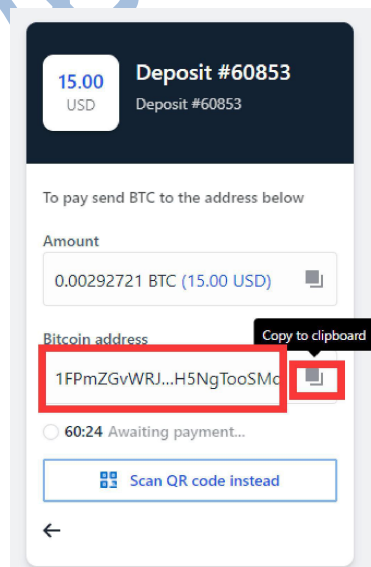 15.00
USD
Deposit #60853
Deposit #60853
To pay send BTC to the address below
Amount
0.00292721 BTC (15.00 USD)
Bitcoin address
Copy to clipboard
1FPmZGvWRJ...H5NgTooSMc
60:24 Awaiting payment...
Scan QR code instead